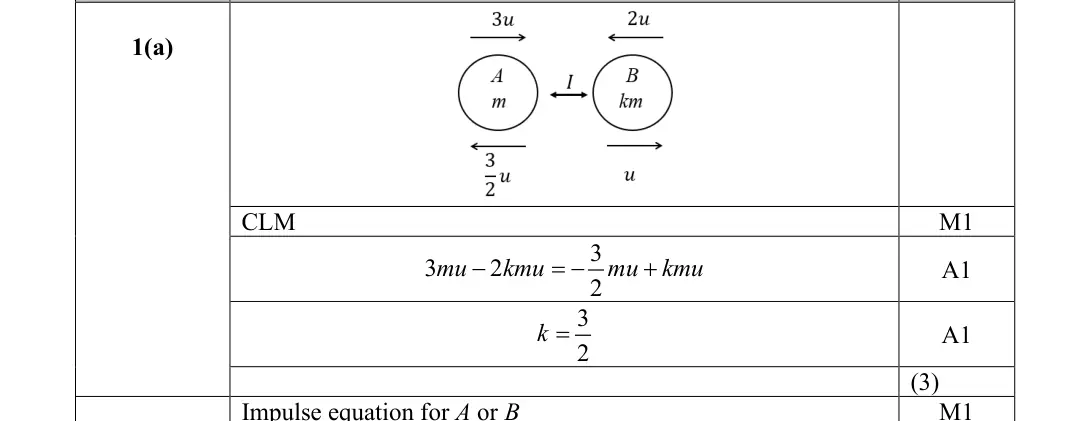 1(a)
3u 2u
A I B
m km
3/2 u u
CLM M1
3mu − 2kmu = −3/2 mu + kmu A1
k = 3/2 A1
(3)
Impulse equation for A or B M1